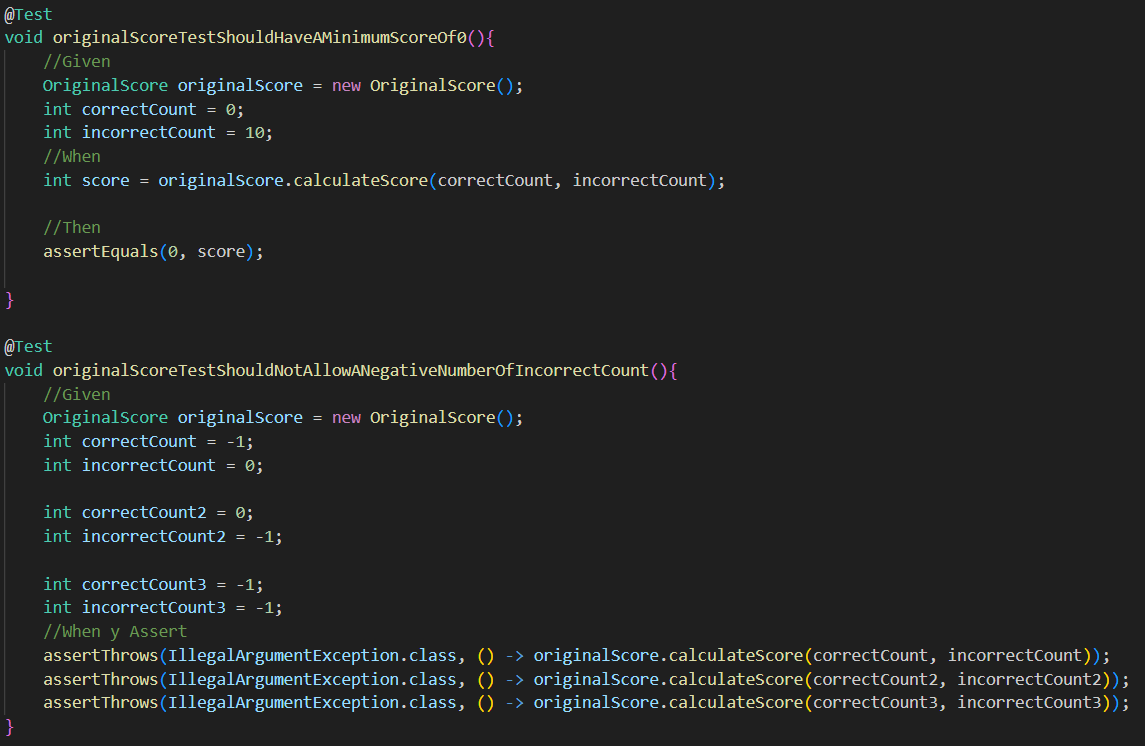 @Test
void originalScoreTestShouldHaveAMinimumScoreOf0(){
    //Given
    OriginalScore originalScore = new OriginalScore();
    int correctCount = 0;
    int incorrectCount = 10;
    //When
    int score = originalScore.calculateScore(correctCount, incorrectCount);

    //Then
    assertEquals(0, score);

}

@Test
void originalScoreTestShouldNotAllowANegativeNumberOfIncorrectCount(){
    //Given
    OriginalScore originalScore = new OriginalScore();
    int correctCount = -1;
    int incorrectCount = 0;

    int correctCount2 = 0;
    int incorrectCount2 = -1;

    int correctCount3 = -1;
    int incorrectCount3 = -1;
    //When y Assert
    assertThrows(IllegalArgumentException.class, () -> originalScore.calculateScore(correctCount, incorrectCount));
    assertThrows(IllegalArgumentException.class, () -> originalScore.calculateScore(correctCount2, incorrectCount2));
    assertThrows(IllegalArgumentException.class, () -> originalScore.calculateScore(correctCount3, incorrectCount3));
}